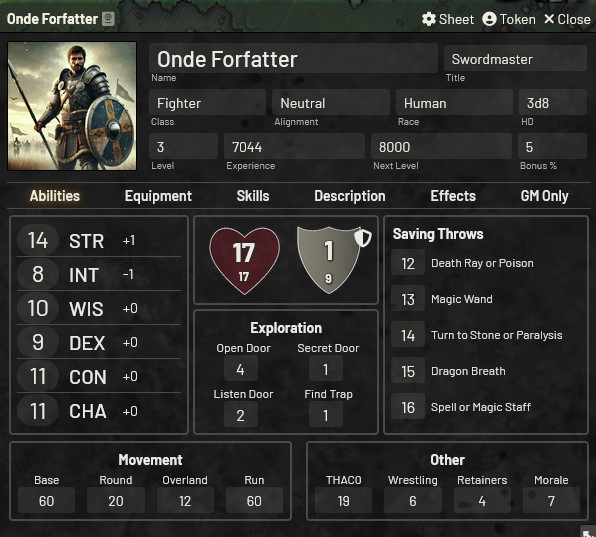 Onde Forfatter Sheet Token Close
Onde Forfatter Swordmaster
Name Title
Fighter Neutral Human 3d8
Class Alignment Race HD
3 7044 8000 5
Level Experience Next Level Bonus %
Abilities Equipment Skills Description Effects GM Only
14 STR +1
8 INT -1
10 WIS +0
9 DEX +0
11 CON +0
11 CHA +0
17 1
17 9
Exploration
Open Door Secret Door
4 1
Listen Door Find Trap
2 1
Saving Throws
12 Death Ray or Poison
13 Magic Wand
14 Turn to Stone or Paralysis
15 Dragon Breath
16 Spell or Magic Staff
Movement
Base Round Overland Run
60 20 12 60
Other
THAC0 Wrestling Retainers Morale
19 6 4 7